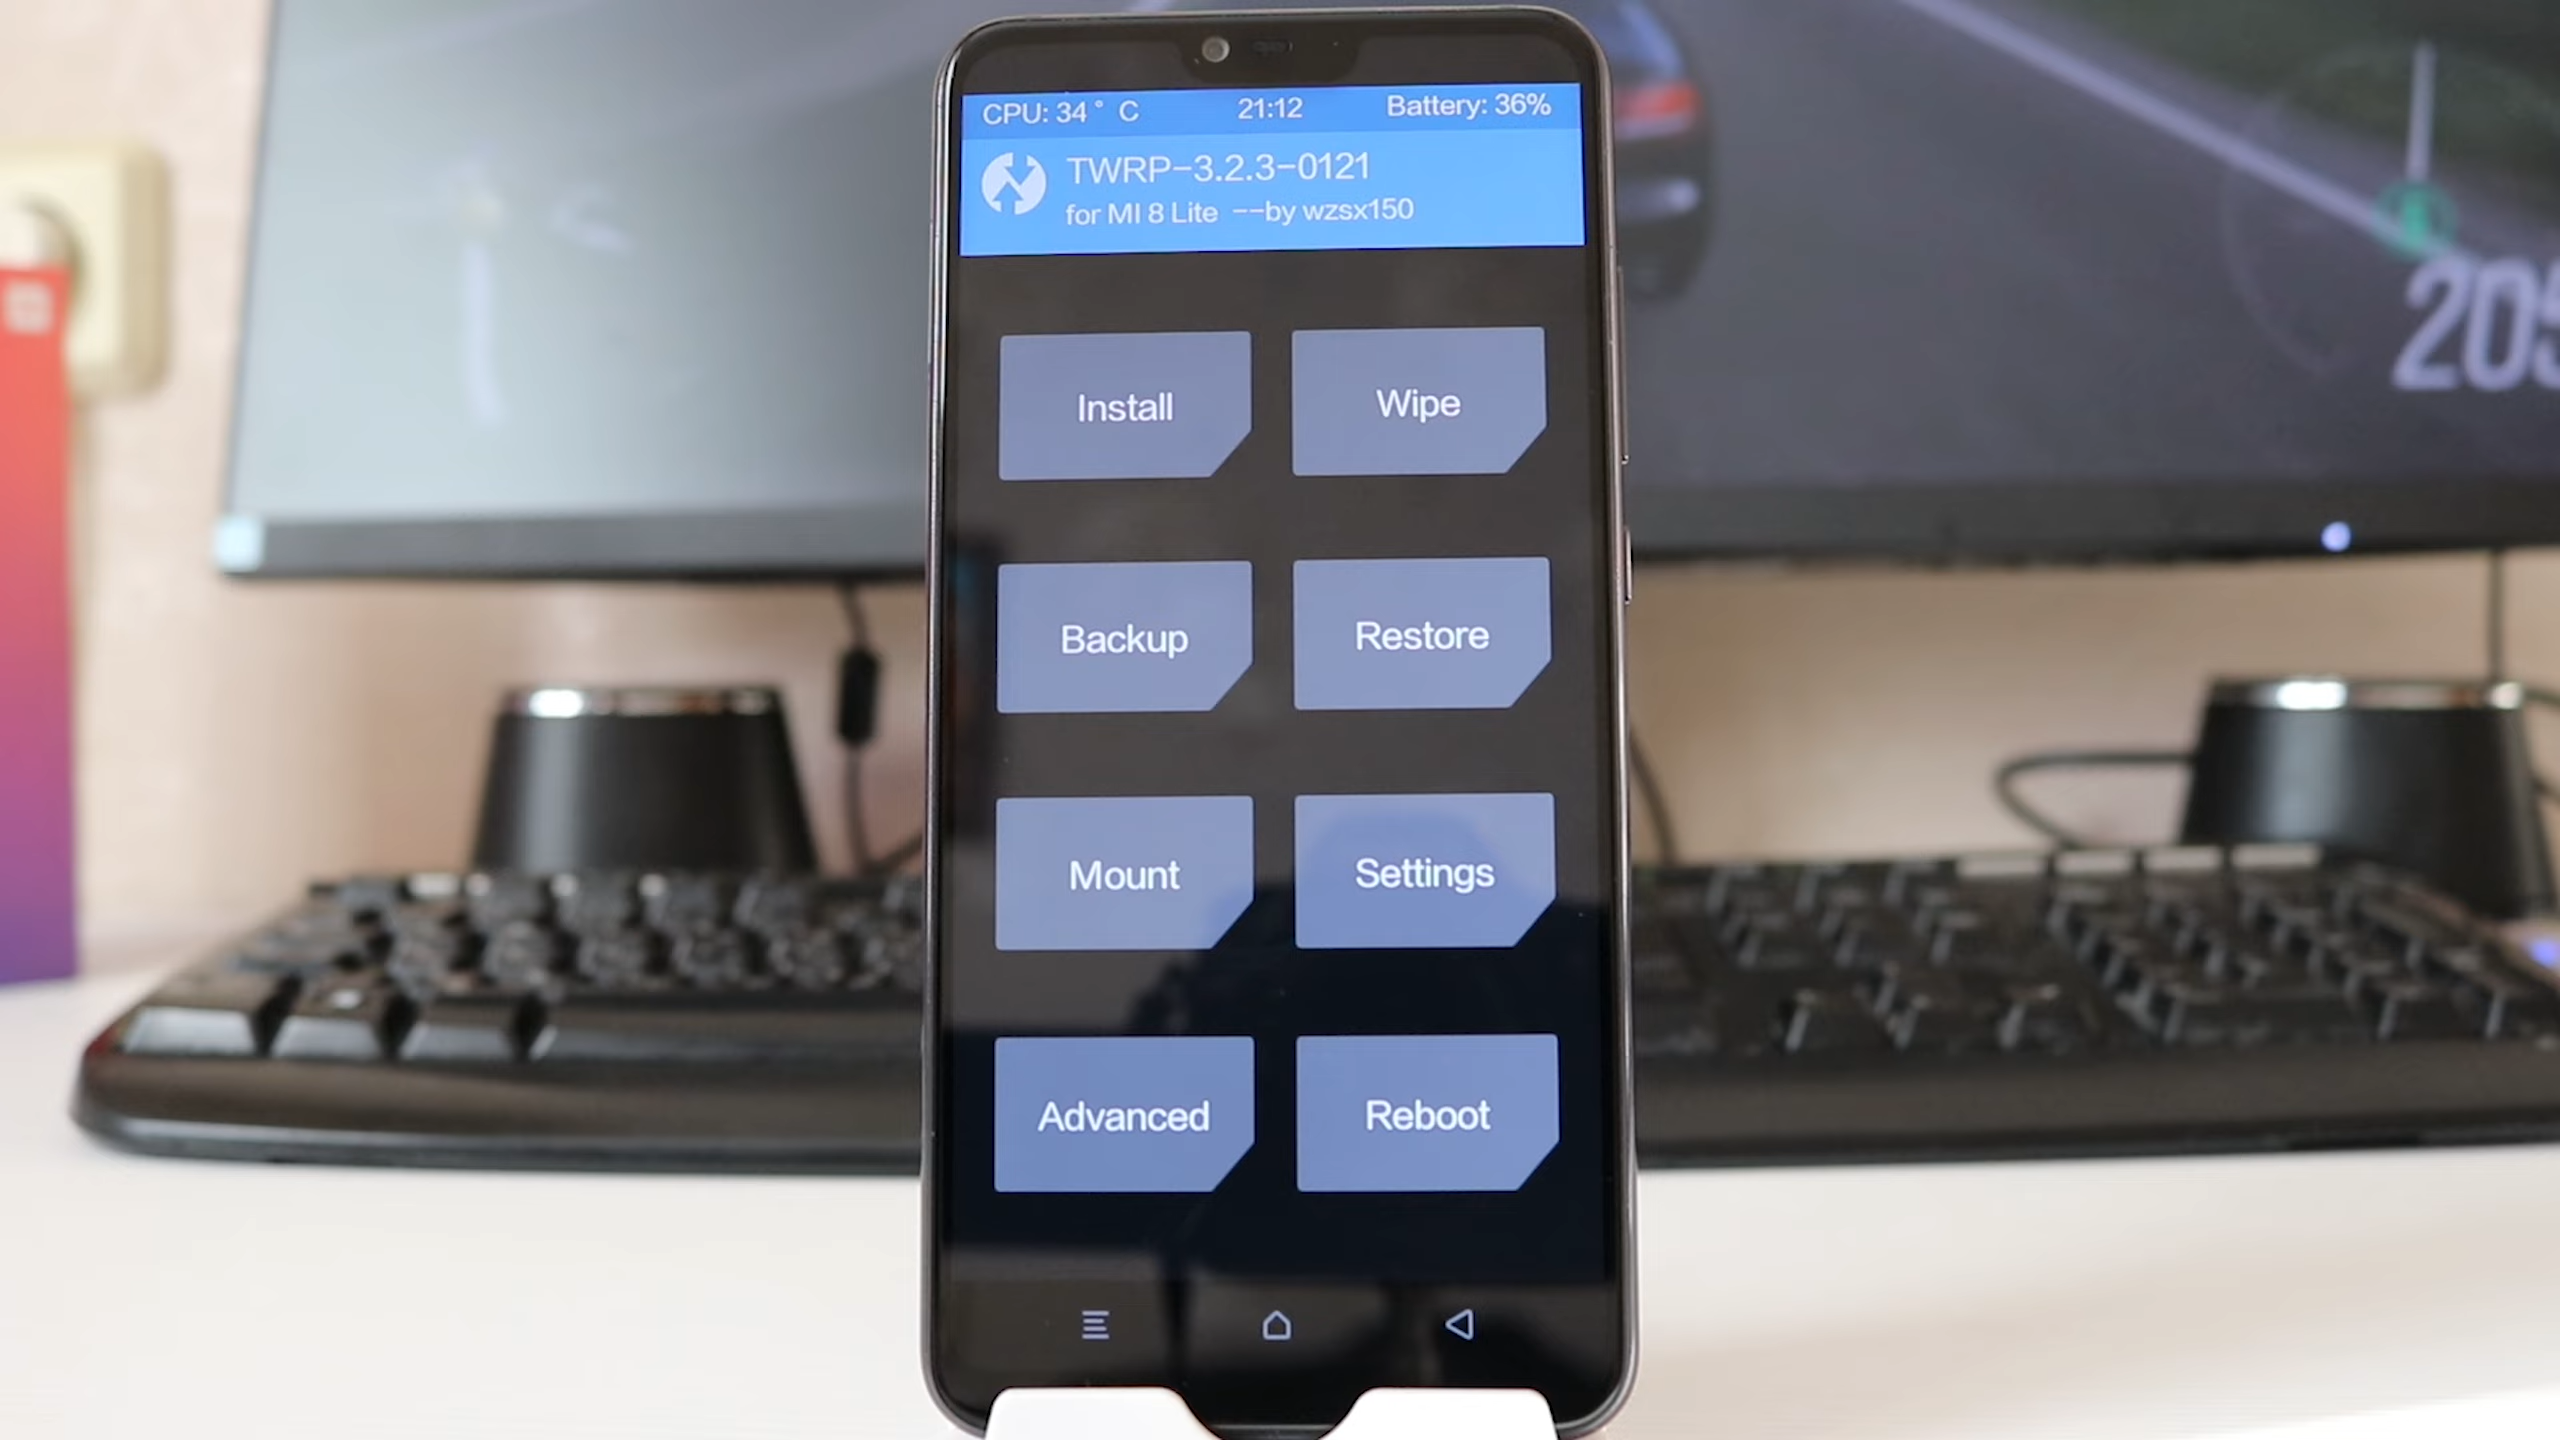 CPU: 34° C 21:12 Battery: 36%
TWRP-3.2.3-0121
for MI 8 Lite --by wzsx150
Install Wipe
Backup Restore
Mount Settings
Advanced Reboot